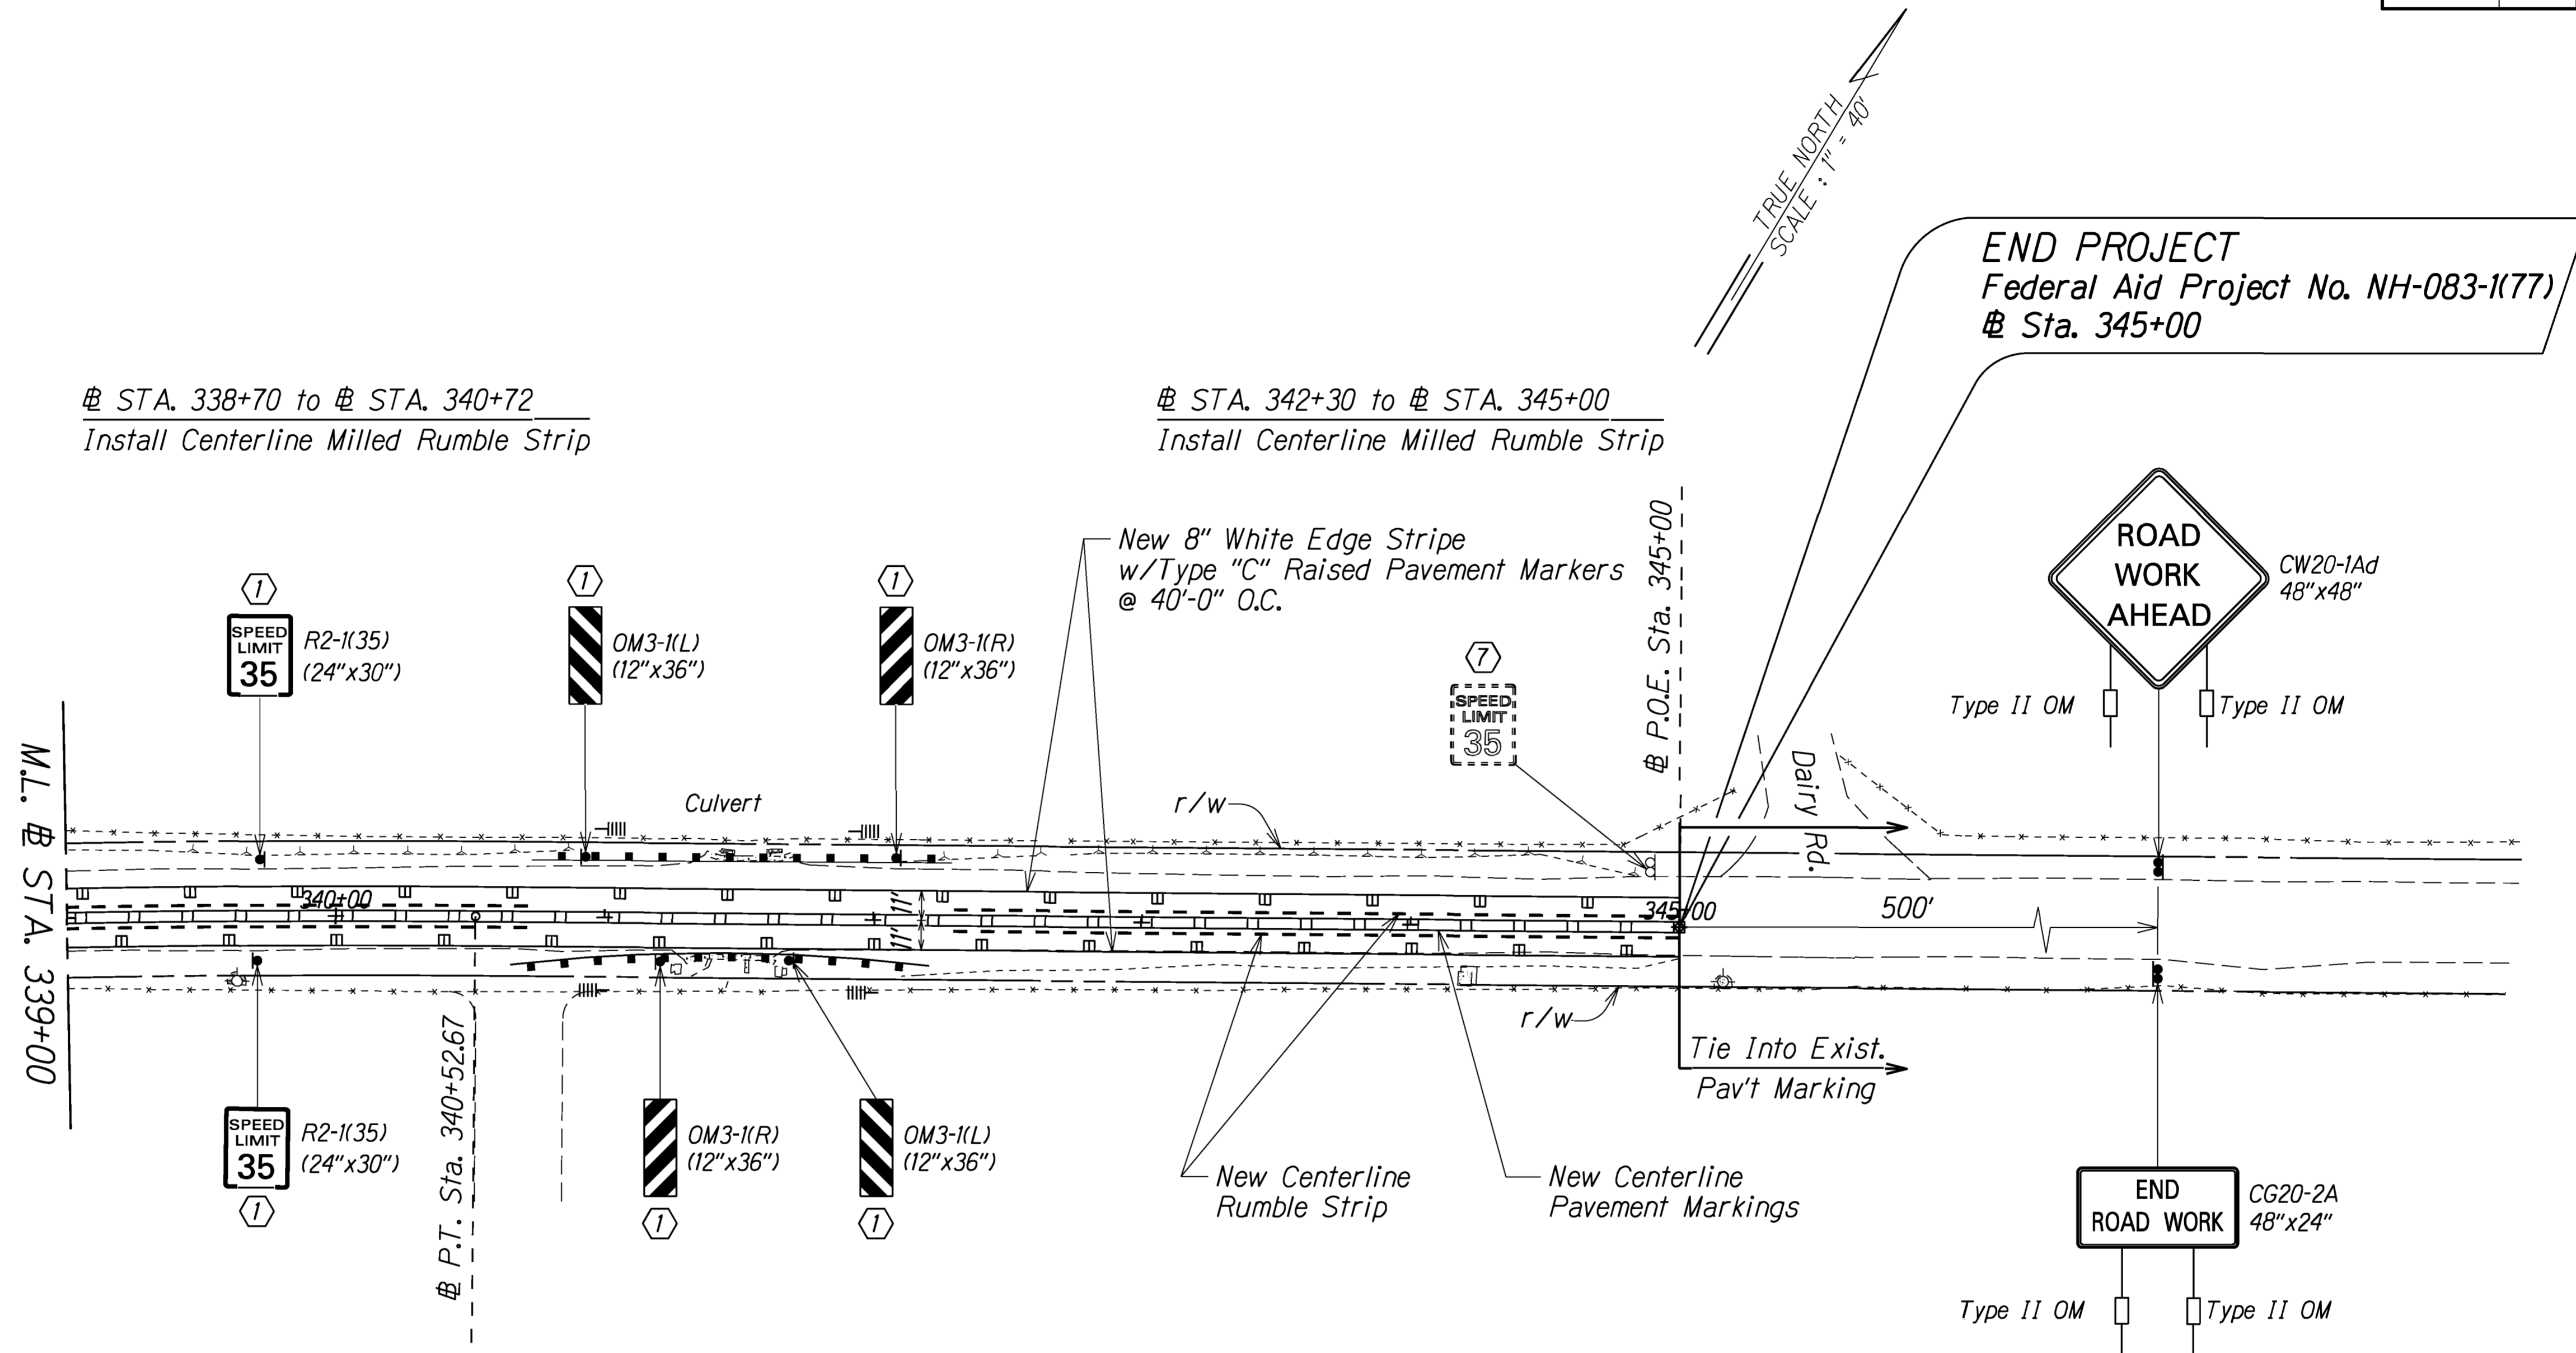 TRUE NORTH
SCALE : 1" = 40'
END PROJECT
Federal Aid Project No. NH-083-1(77)
℄ Sta. 345+00
℄ STA. 338+70 to ℄ STA. 340+72
Install Centerline Milled Rumble Strip
℄ STA. 342+30 to ℄ STA. 345+00
Install Centerline Milled Rumble Strip
New 8" White Edge Stripe
w/Type "C" Raised Pavement Markers
@ 40'-0" O.C.
℄ P.O.E. Sta. 345+00
ROAD
WORK
AHEAD
CW20-1Ad
48"x48"
Type II OM
Type II OM
1
SPEED
LIMIT
35
R2-1(35)
(24"x30")
1
OM3-1(L)
(12"x36")
1
OM3-1(R)
(12"x36")
7
SPEED
LIMIT
35
Culvert
r/w
Dairy Rd.
M.L. ℄ STA. 339+00
340+00
11'
11'
345+00
500'
r/w
Tie Into Exist.
Pav't Marking
℄ P.T. Sta. 340+52.67
SPEED
LIMIT
35
R2-1(35)
(24"x30")
1
OM3-1(R)
(12"x36")
1
OM3-1(L)
(12"x36")
1
New Centerline
Rumble Strip
New Centerline
Pavement Markings
END
ROAD WORK
CG20-2A
48"x24"
Type II OM
Type II OM